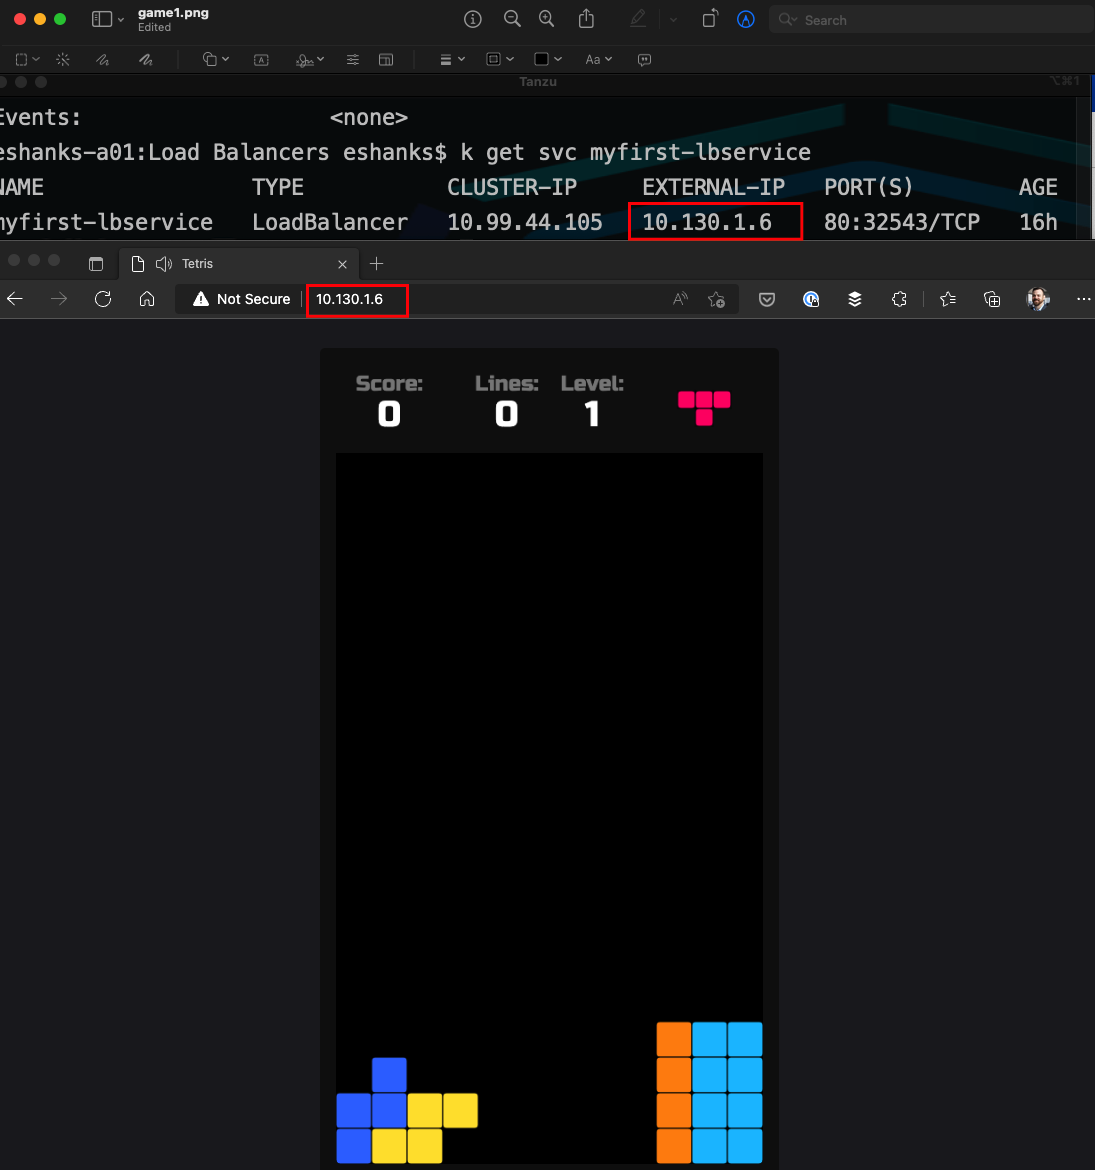 game1.png
Edited
Search
Aa
Tanzu
⌥⌘1
Events: <none>
eshanks-a01:Load Balancers eshanks$ k get svc myfirst-lbservice
NAME TYPE CLUSTER-IP EXTERNAL-IP PORT(S) AGE
myfirst-lbservice LoadBalancer 10.99.44.105 10.130.1.6 80:32543/TCP 16h
Tetris
Not Secure 10.130.1.6
Score: Lines: Level:
0 0 1